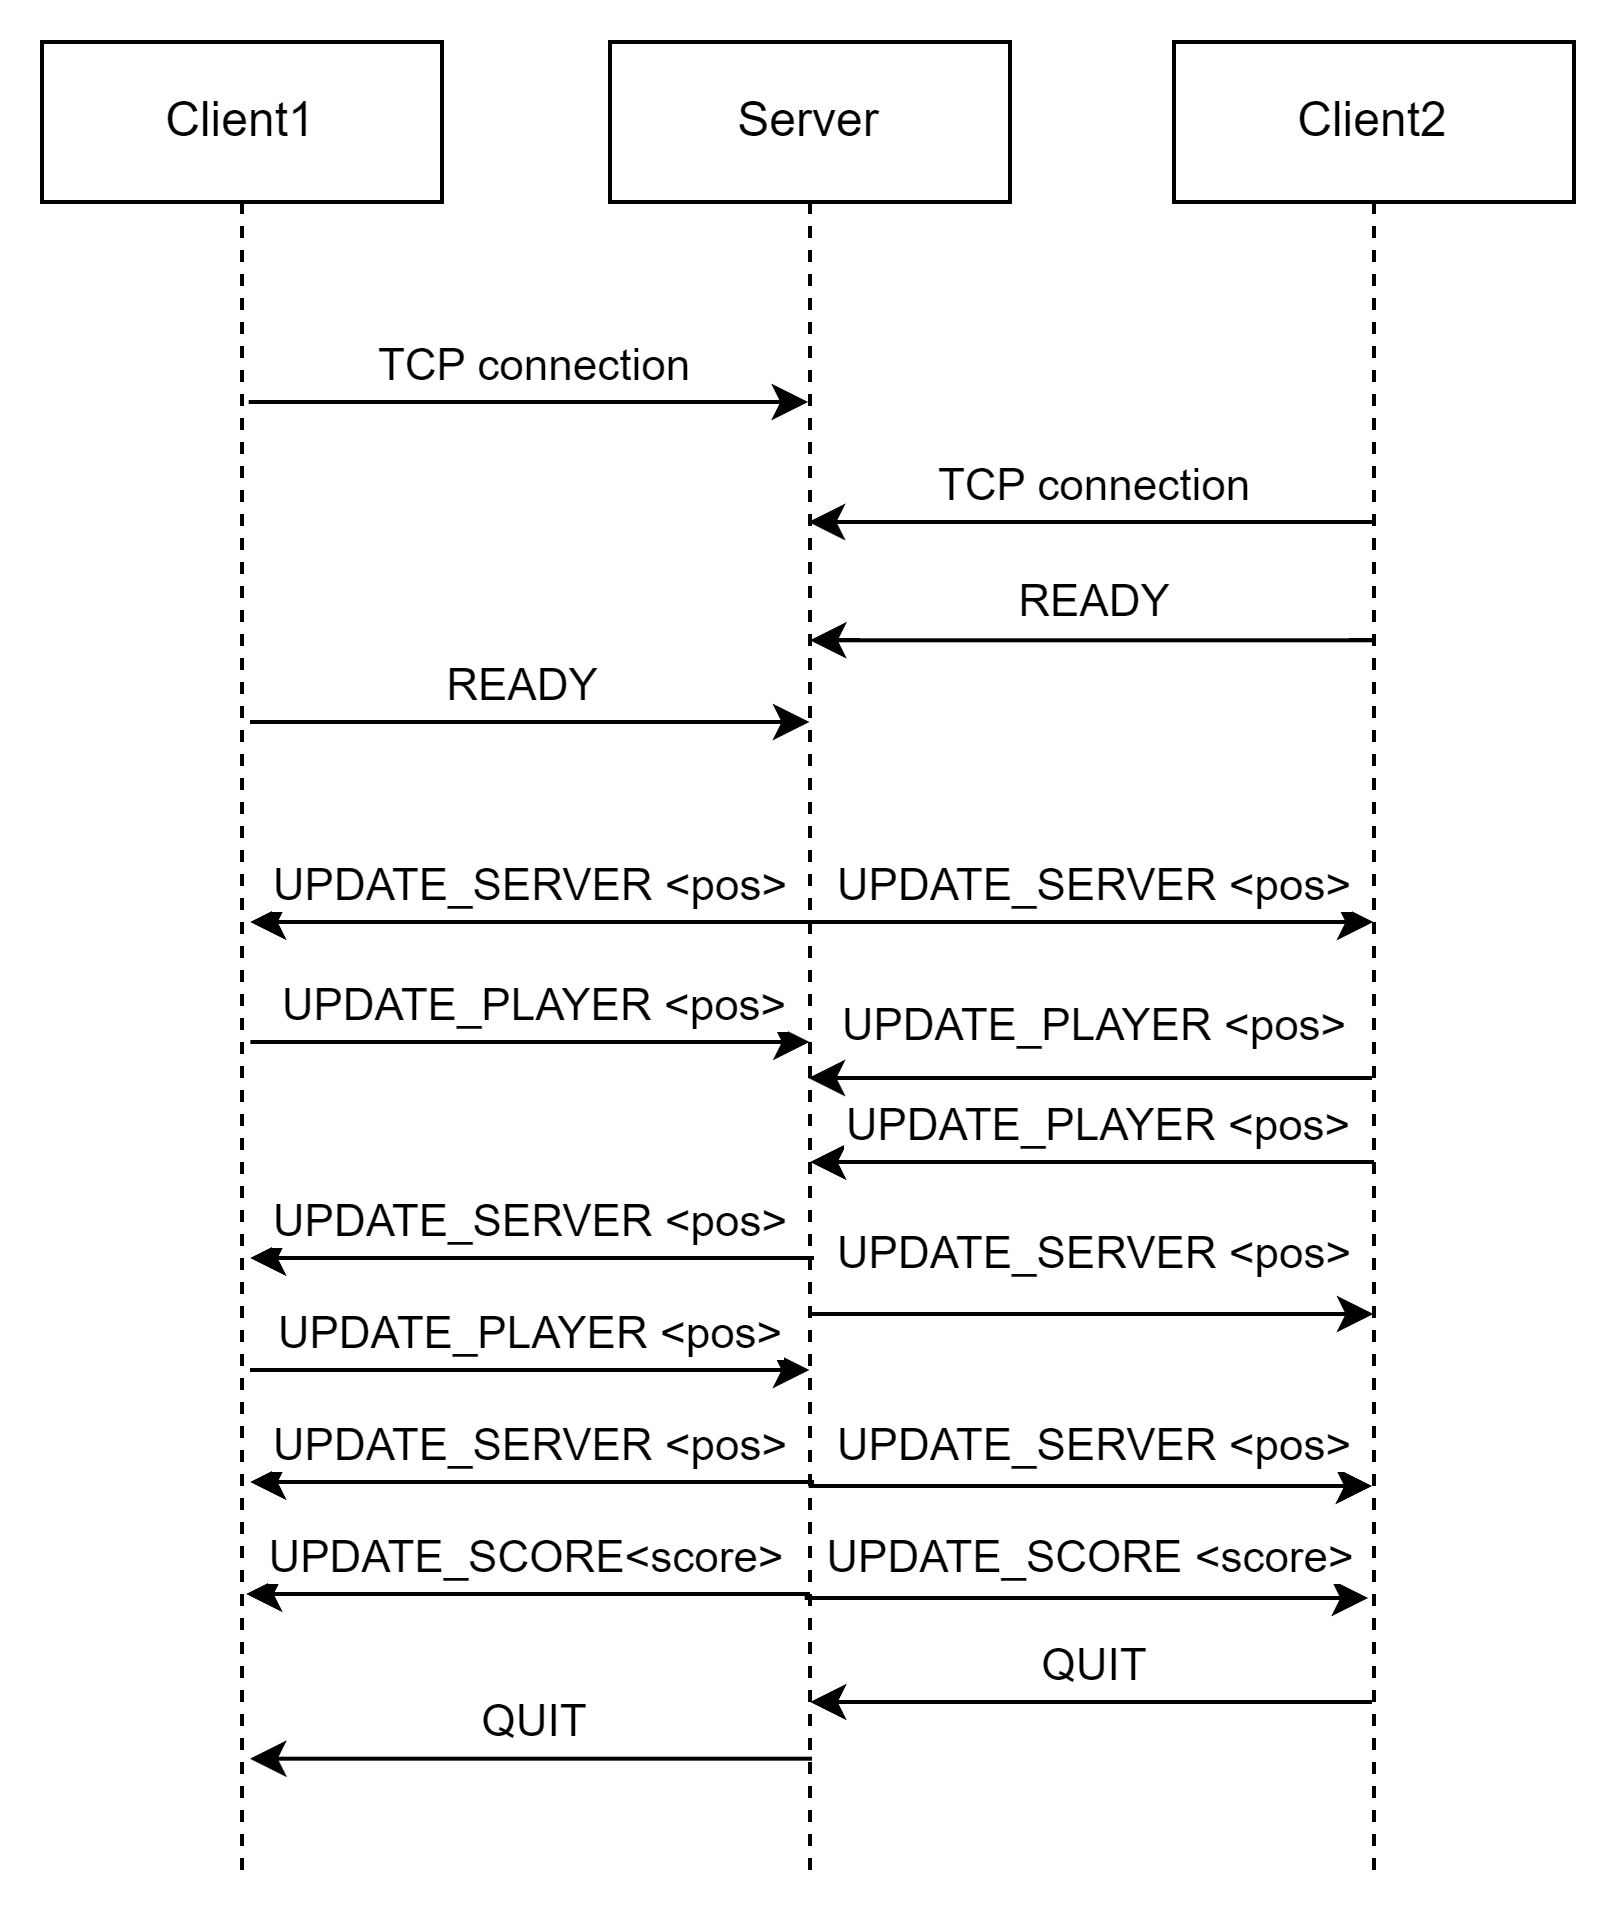 Client1
Server
Client2
TCP connection
TCP connection
READY
READY
UPDATE_SERVER <pos>
UPDATE_SERVER <pos>
UPDATE_PLAYER <pos>
UPDATE_PLAYER <pos>
UPDATE_PLAYER <pos>
UPDATE_SERVER <pos>
UPDATE_SERVER <pos>
UPDATE_PLAYER <pos>
UPDATE_SERVER <pos>
UPDATE_SERVER <pos>
UPDATE_SCORE<score>
UPDATE_SCORE <score>
QUIT
QUIT